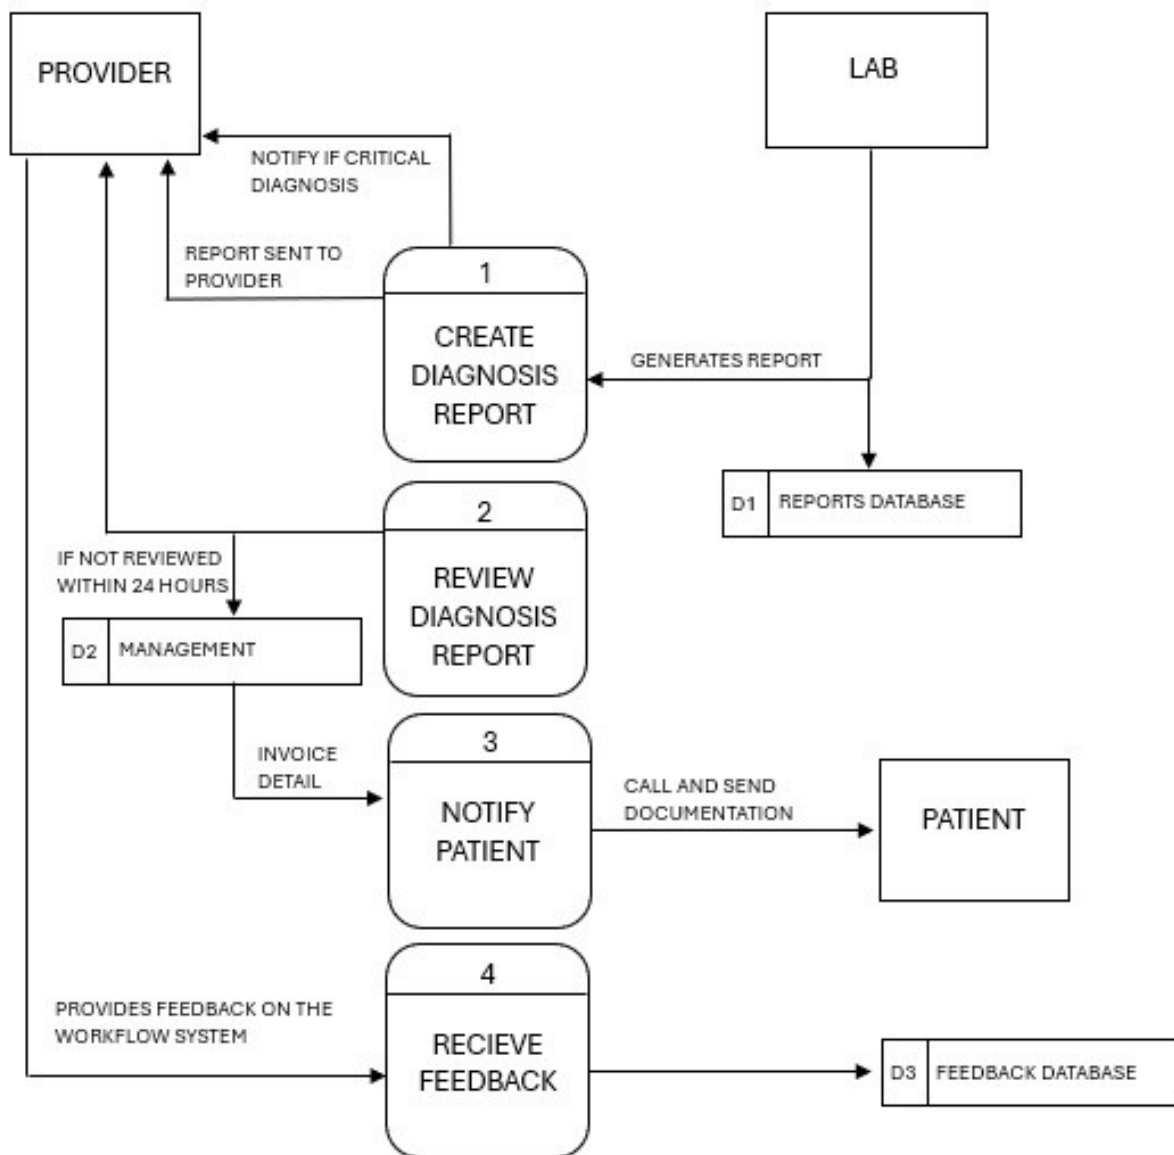 PROVIDER
LAB
NOTIFY IF CRITICAL
DIAGNOSIS
REPORT SENT TO
PROVIDER
1
CREATE
DIAGNOSIS
REPORT
GENERATES REPORT
D1
REPORTS DATABASE
2
REVIEW
DIAGNOSIS
REPORT
IF NOT REVIEWED
WITHIN 24 HOURS
D2
MANAGEMENT
INVOICE
DETAIL
3
NOTIFY
PATIENT
CALL AND SEND
DOCUMENTATION
PATIENT
PROVIDES FEEDBACK ON THE
WORKFLOW SYSTEM
4
RECIEVE
FEEDBACK
D3
FEEDBACK DATABASE